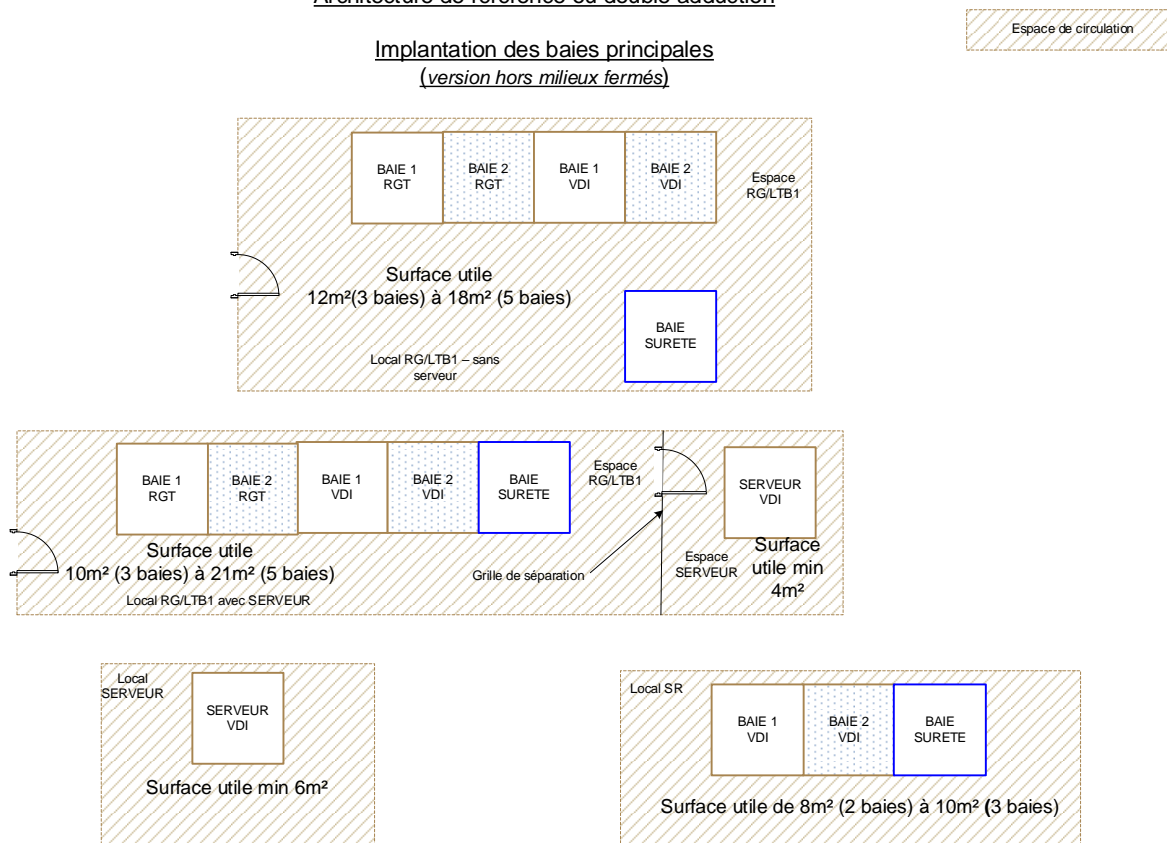 Architecture de référence ou double adduction
Espace de circulation
Implantation des baies principales
(version hors milieux fermés)
BAIE 1
RGT
BAIE 2
RGT
BAIE 1
VDI
BAIE 2
VDI
Espace
RG/LTB1
Surface utile
12m²(3 baies) à 18m² (5 baies)
BAIE
SURETE
Local RG/LTB1 – sans
serveur
BAIE 1
RGT
BAIE 2
RGT
BAIE 1
VDI
BAIE 2
VDI
BAIE
SURETE
Espace
RG/LTB1
SERVEUR
VDI
Surface utile
10m² (3 baies) à 21m² (5 baies)
Local RG/LTB1 avec SERVEUR
Grille de séparation
Espace
SERVEUR
Surface
utile min
4m²
Local
SERVEUR
SERVEUR
VDI
Surface utile min 6m²
Local SR
BAIE 1
VDI
BAIE 2
VDI
BAIE
SURETE
Surface utile de 8m² (2 baies) à 10m² (3 baies)